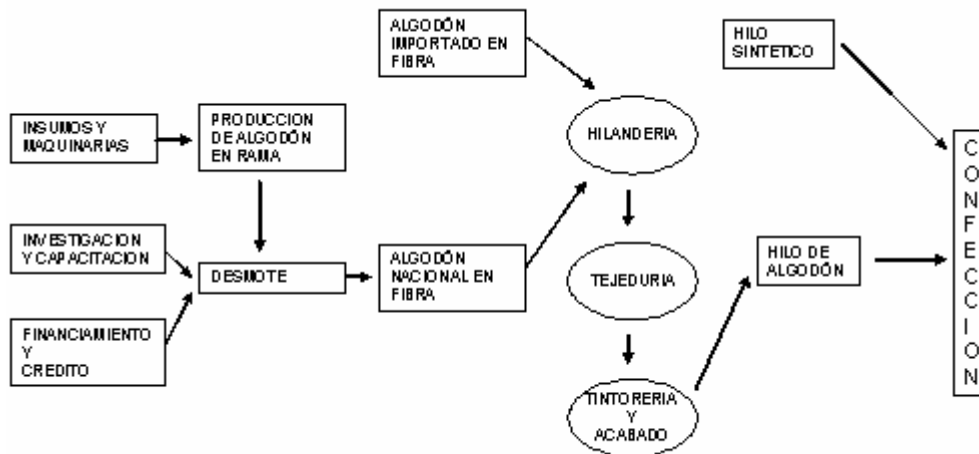 ALGODÓN
IMPORTADO EN
FIBRA
HILO
SINTETICO
INSUMOS Y
MAQUINARIAS
PRODUCCION
DE ALGODÓN
EN RAMA
HILANDERIA
INVESTIGACION
Y CAPACITACION
DESMOTE
ALGODÓN
NACIONAL EN
FIBRA
TEJEDURIA
HILO DE
ALGODÓN
FINANCIAMIENTO
Y
CREDITO
TINTORERIA
Y
ACABADO
C
O
N
F
E
C
C
I
O
N